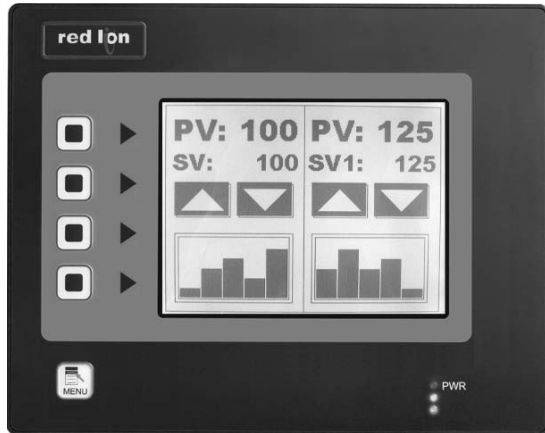 red lion
PV: 100 PV: 125
SV: 100 SV1: 125
MENU
PWR